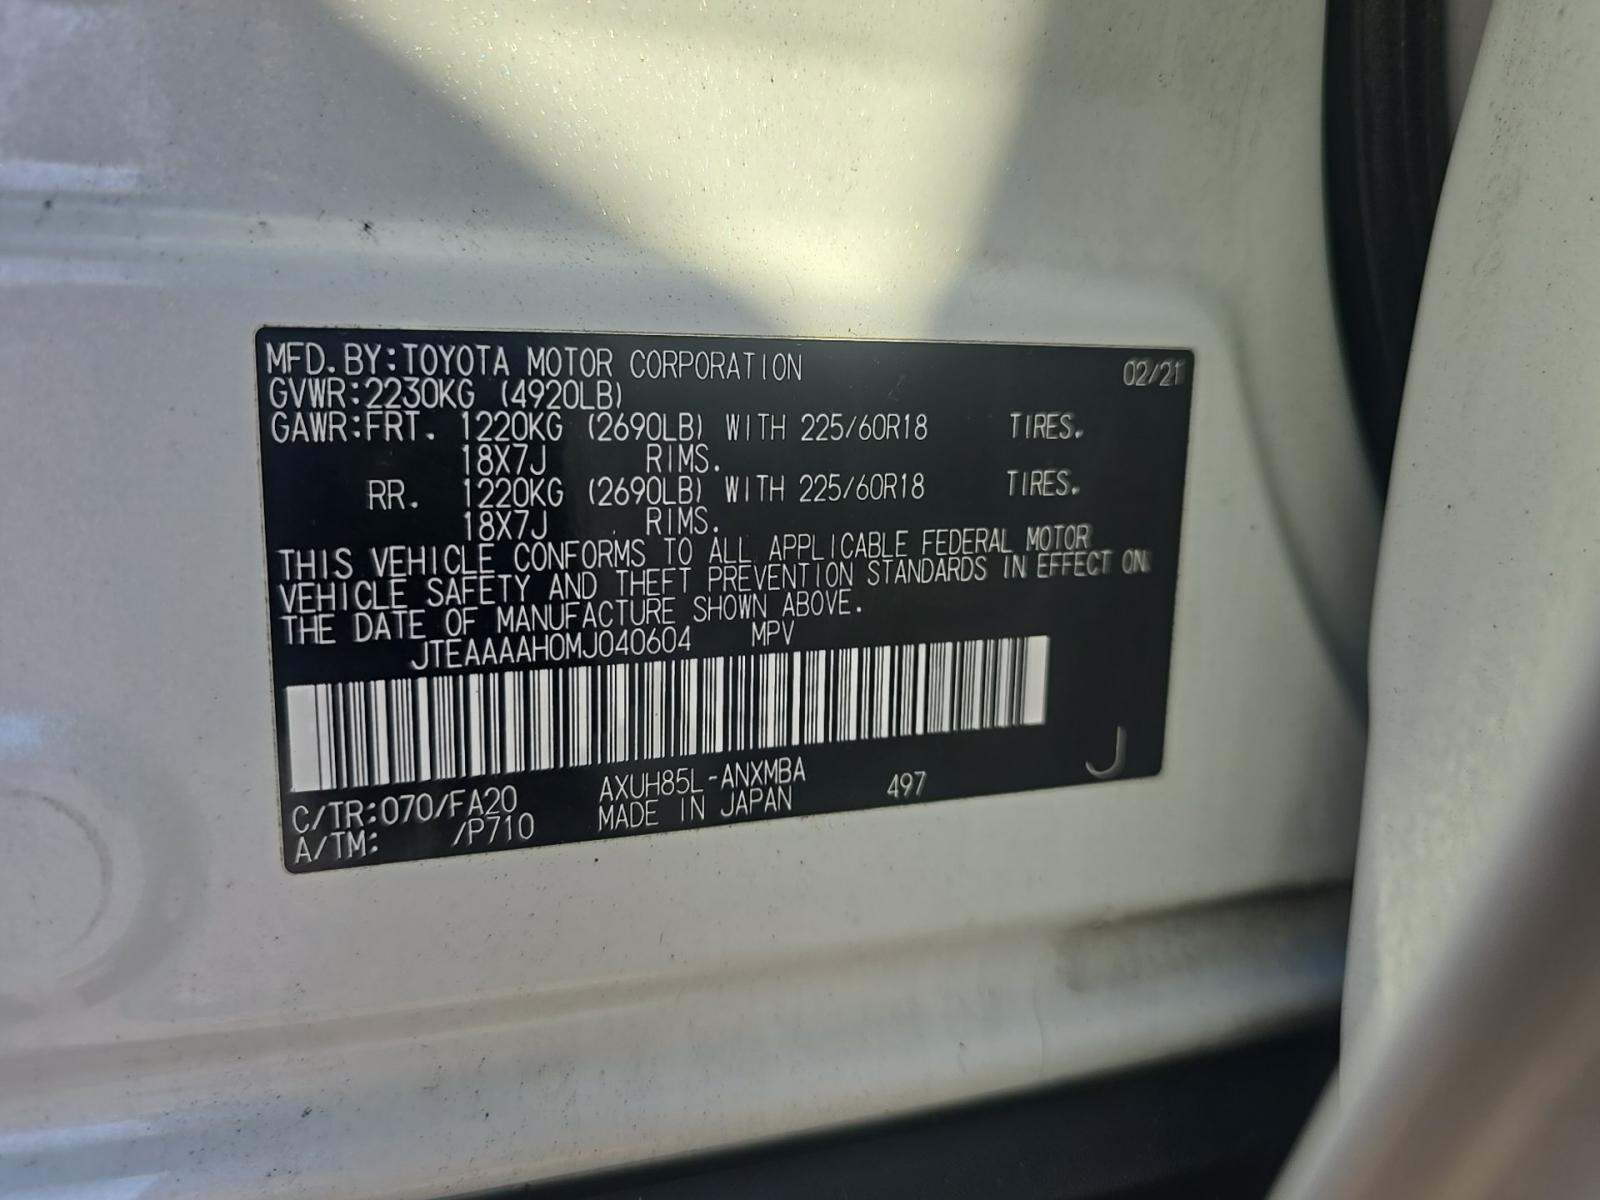 MFD. BY:TOYOTA MOTOR CORPORATION 02/21
GVWR:2230KG (4920LB)
GAWR:FRT. 1220KG (2690LB) WITH 225/60R18 TIRES.
18X7J RIMS.
RR. 1220KG (2690LB) WITH 225/60R18 TIRES.
18X7J RIMS.
THIS VEHICLE CONFORMS TO ALL APPLICABLE FEDERAL MOTOR
VEHICLE SAFETY AND THEFT PREVENTION STANDARDS IN EFFECT ON
THE DATE OF MANUFACTURE SHOWN ABOVE.
JTEAAAAH0MJ040604 MPV
J
C/TR:070/FA20 AXUH85L-ANXMBA 497
A/TM: /P710 MADE IN JAPAN